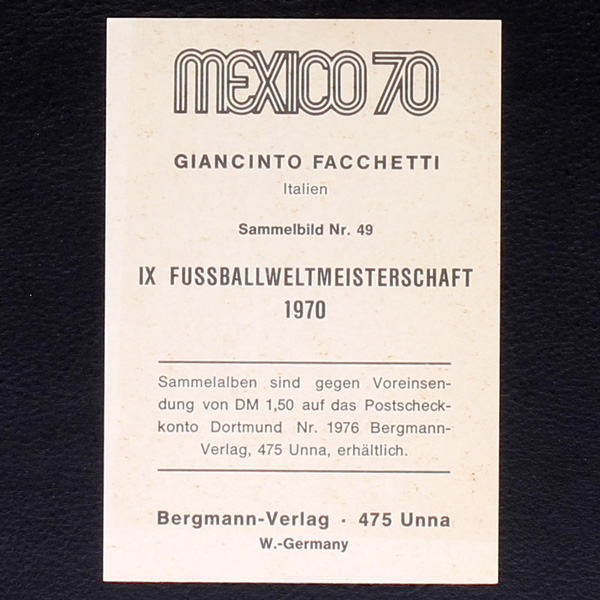 MEXICO 70
GIANCINTO FACCHETTI
Italien
Sammelbild Nr. 49
IX FUSSBALLWELTMEISTERSCHAFT
1970
Sammelalben sind gegen Voreinsen-
dung von DM 1,50 auf das Postscheck-
konto Dortmund Nr. 1976 Bergmann-
Verlag, 475 Unna, erhältlich.
Bergmann-Verlag · 475 Unna
W.-Germany